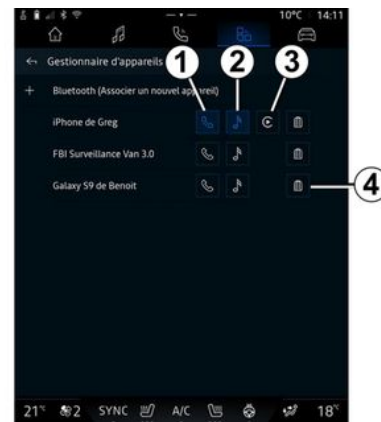 10°C 14:11
Gestionnaire d'appareils
1
2
3
+ Bluetooth (Associer un nouvel appareil)
iPhone de Greg
FBI Surveillance Van 3.0
Galaxy S9 de Benoit
4
21°C 2 SYNC A/C 18°C